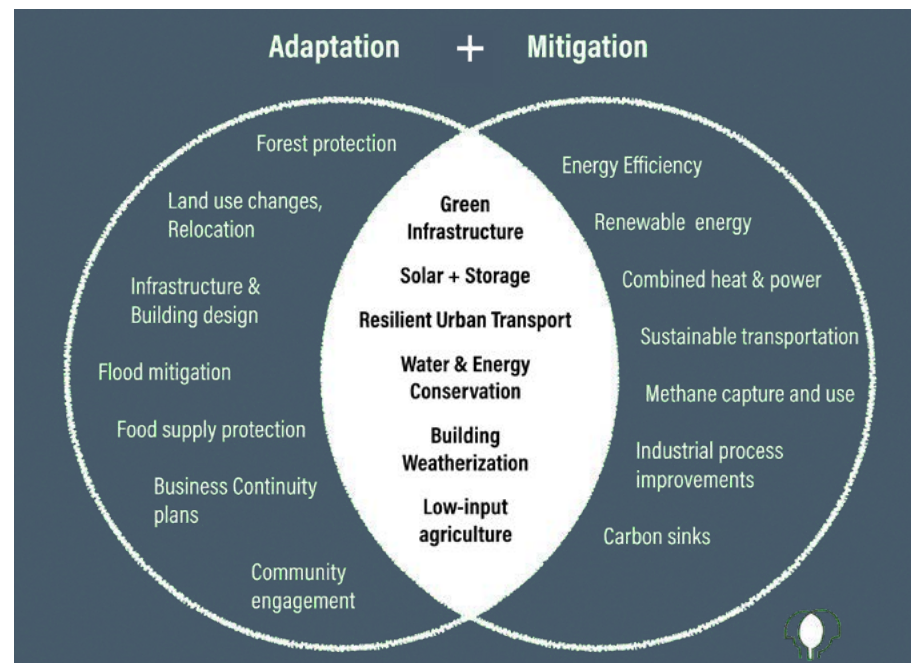 Adaptation + Mitigation
Forest protection
Land use changes,
Relocation
Infrastructure &
Building design
Flood mitigation
Food supply protection
Business Continuity
plans
Community
engagement
Green
Infrastructure
Solar + Storage
Resilient Urban Transport
Water & Energy
Conservation
Building
Weatherization
Low-input
agriculture
Energy Efficiency
Renewable energy
Combined heat & power
Sustainable transportation
Methane capture and use
Industrial process
improvements
Carbon sinks